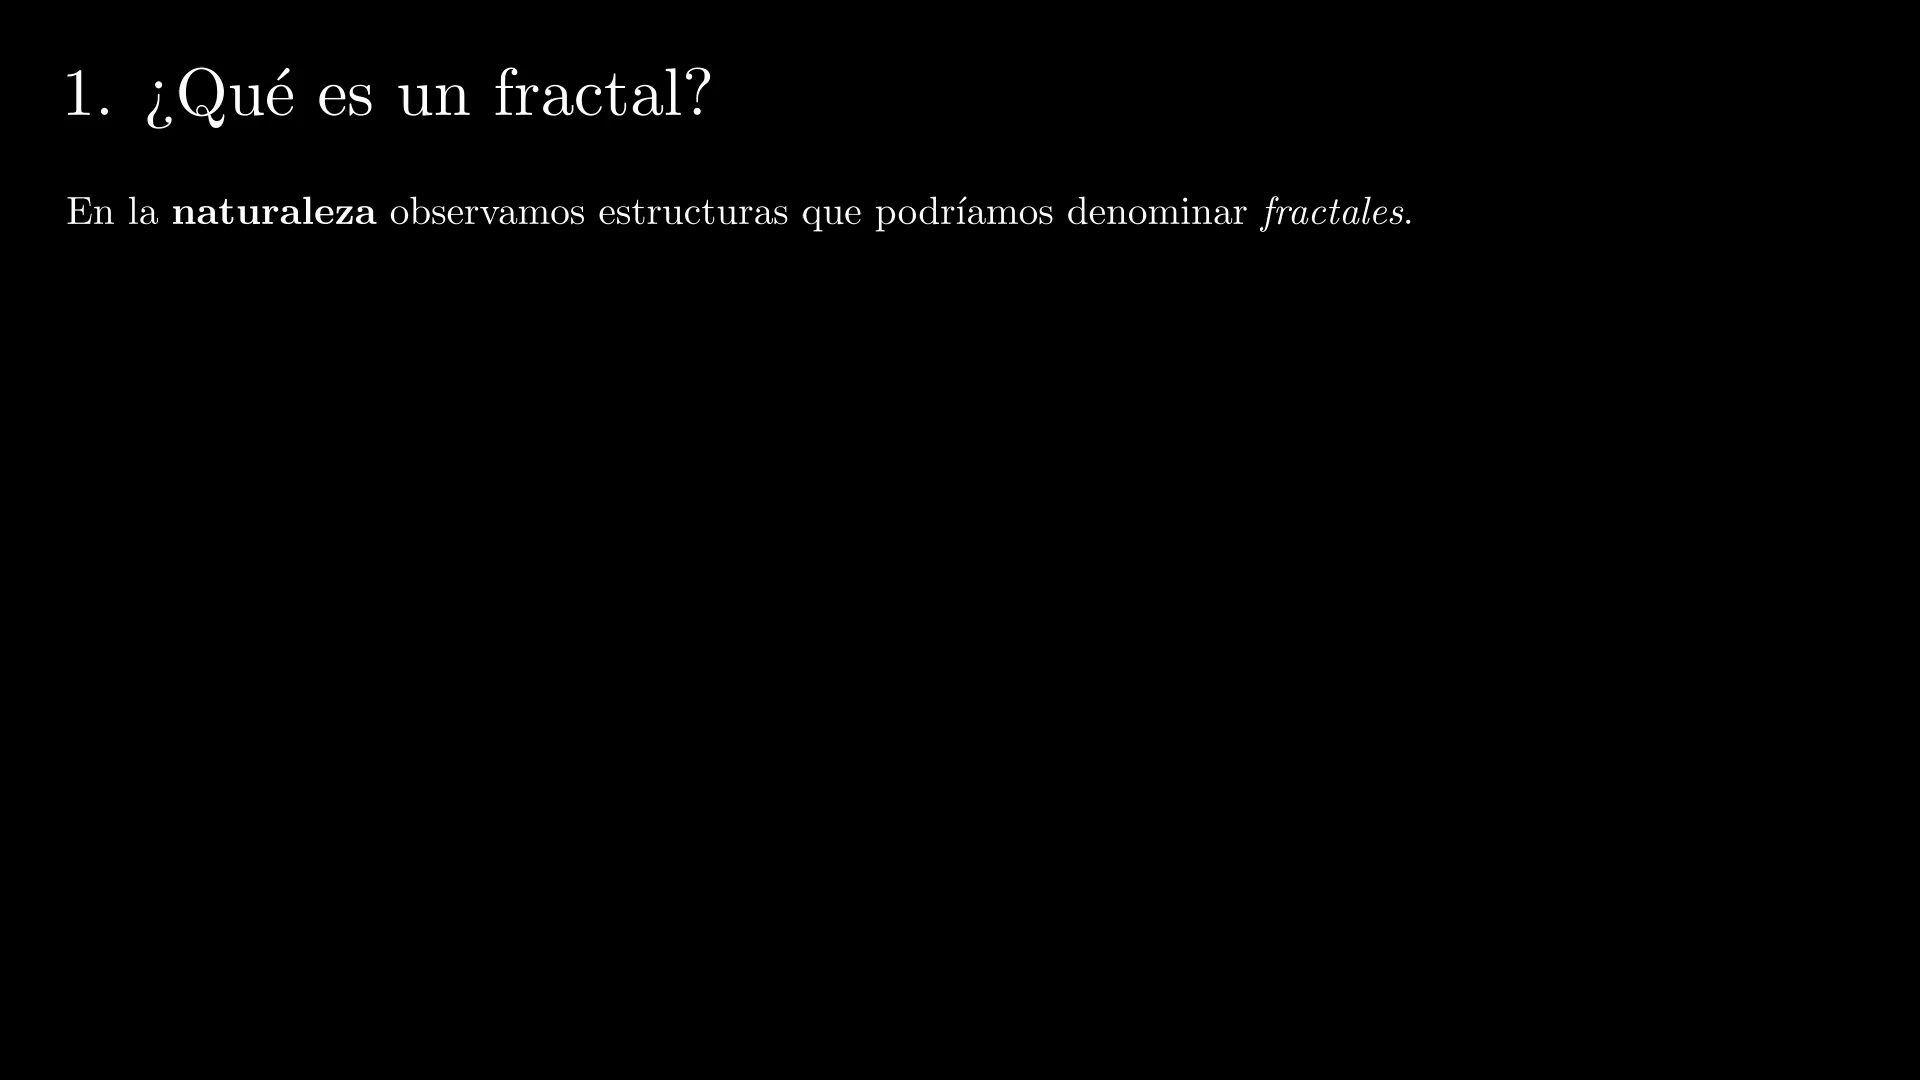 1. ¿Qué es un fractal?
En la naturaleza observamos estructuras que podríamos denominar fractales.